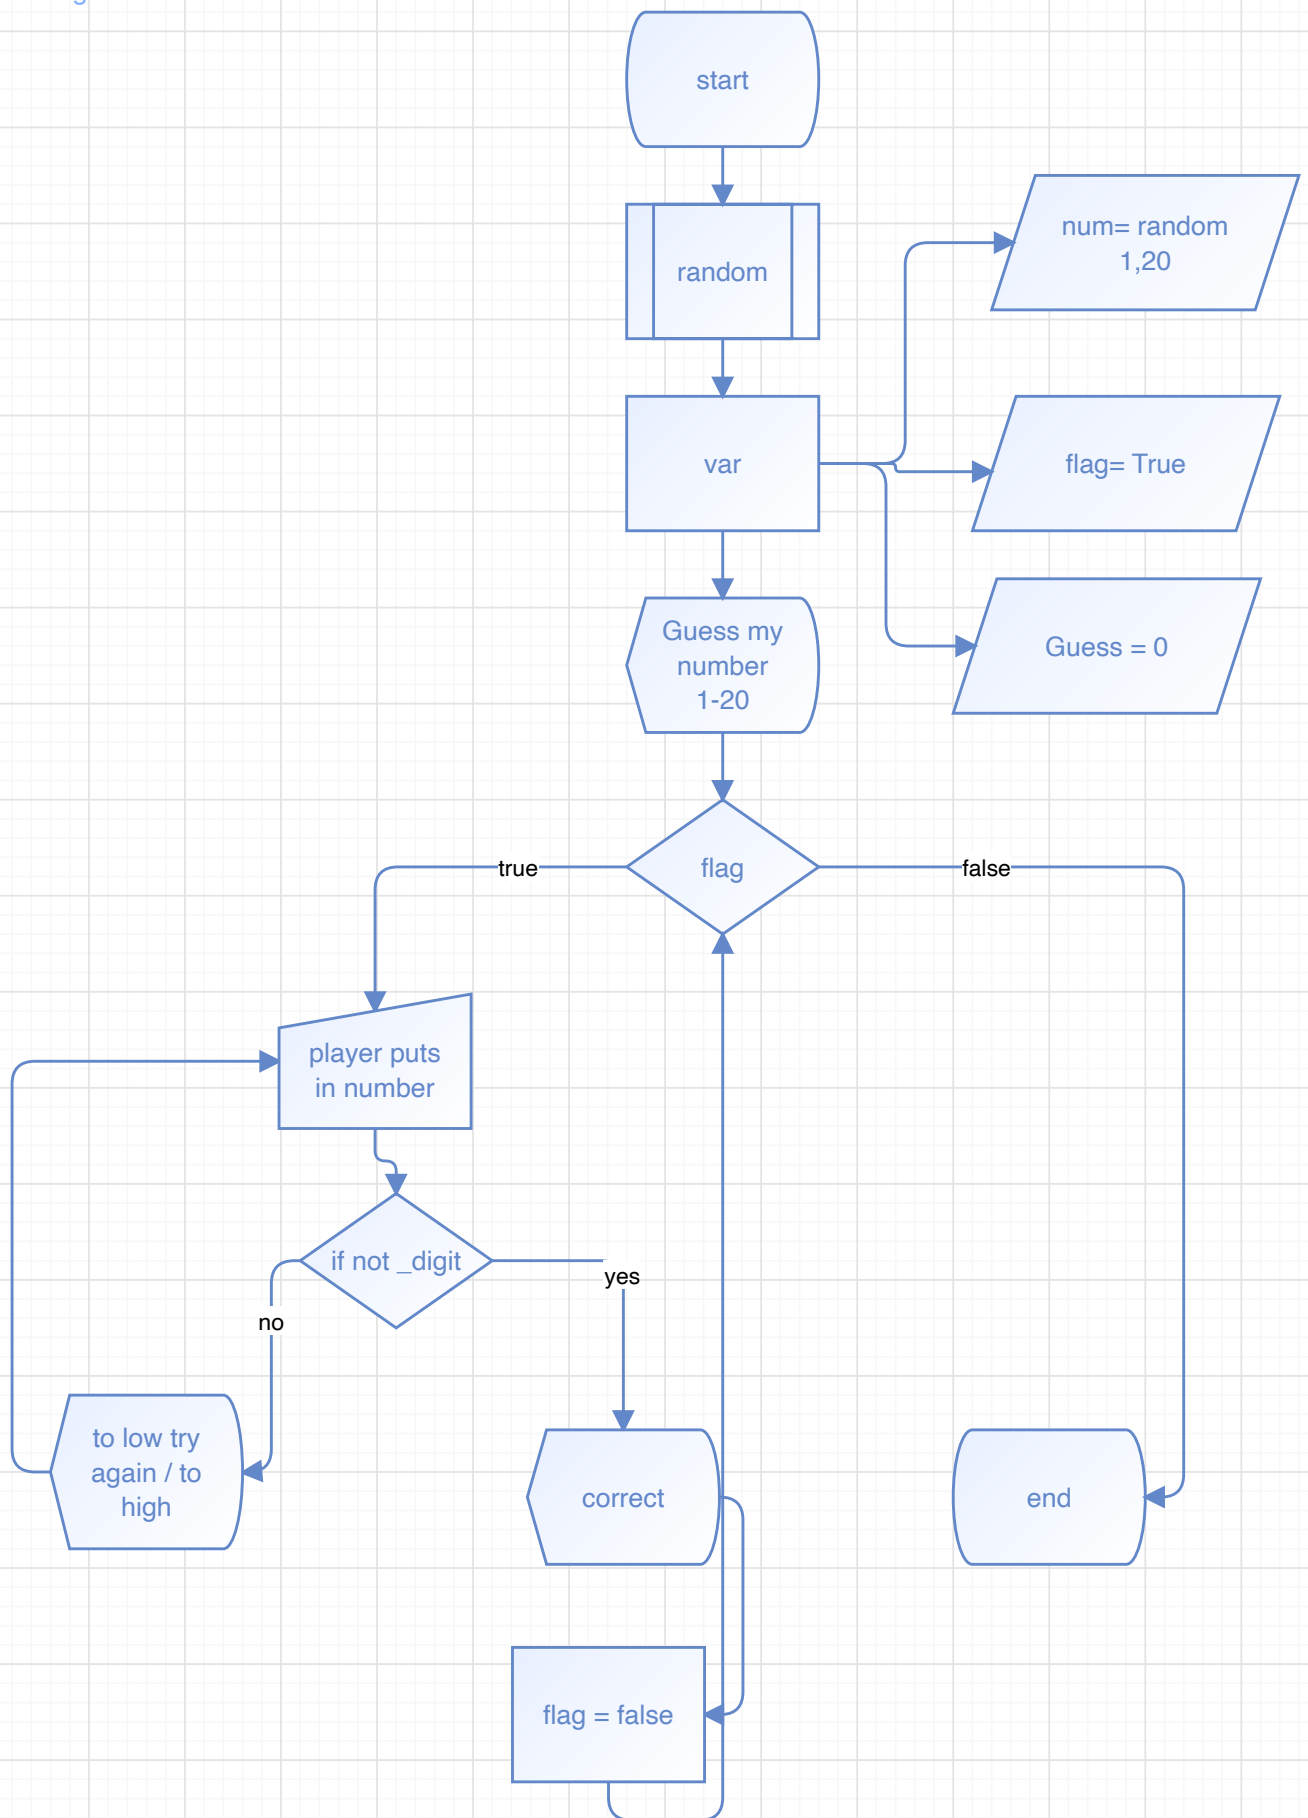 start
random
num= random
1,20
var
flag= True
Guess my
number
1-20
Guess = 0
flag
true
false
player puts
in number
if not _digit
yes
no
to low try
again / to
high
correct
end
flag = false